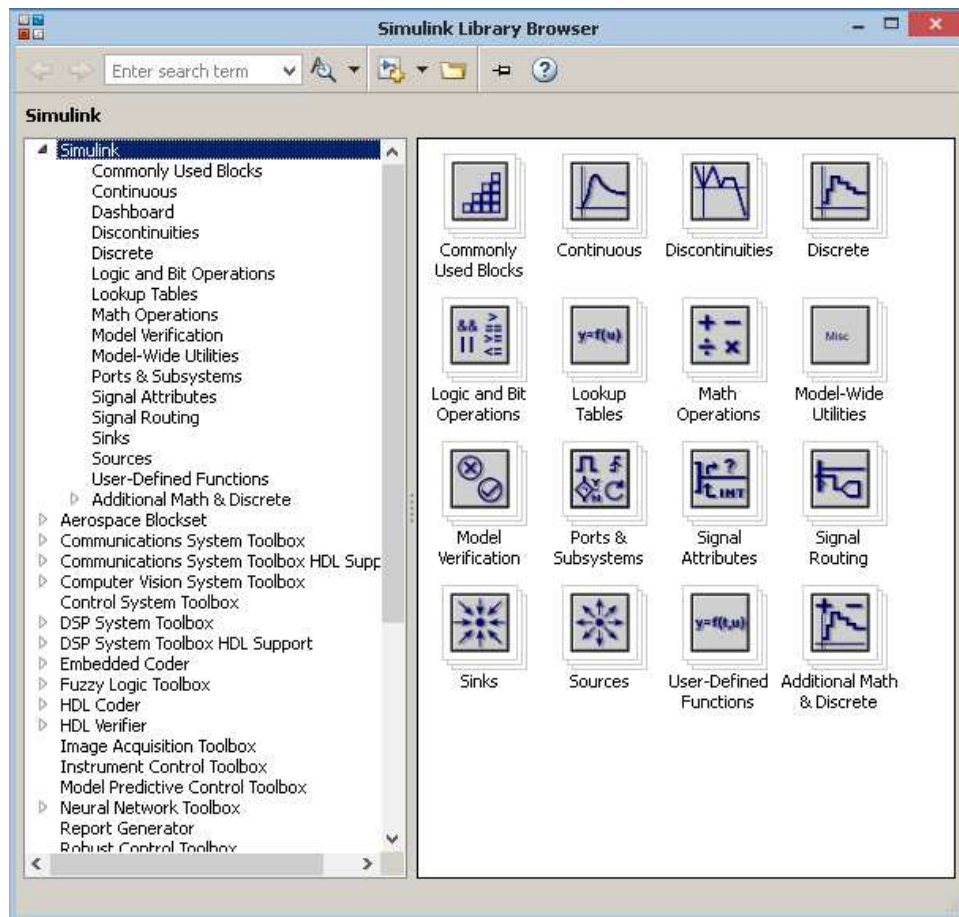 Simulink Library Browser
Enter search term
Simulink
Simulink
Commonly Used Blocks
Continuous
Dashboard
Discontinuities
Discrete
Logic and Bit Operations
Lookup Tables
Math Operations
Model Verification
Model-Wide Utilities
Ports & Subsystems
Signal Attributes
Signal Routing
Sinks
Sources
User-Defined Functions
Additional Math & Discrete
Aerospace Blockset
Communications System Toolbox
Communications System Toolbox HDL Supp
Computer Vision System Toolbox
Control System Toolbox
DSP System Toolbox
DSP System Toolbox HDL Support
Embedded Coder
Fuzzy Logic Toolbox
HDL Coder
HDL Verifier
Image Acquisition Toolbox
Instrument Control Toolbox
Model Predictive Control Toolbox
Neural Network Toolbox
Report Generator
Robust Control Toolbox
Commonly
Used Blocks
Continuous
Discontinuities
Discrete
&& > ==
|| >= <=
Logic and Bit
Operations
y=f(u)
Lookup
Tables
+ −
÷ ×
Math
Operations
Misc
Model-Wide
Utilities
Model
Verification
Y
N
Ports &
Subsystems
?
INT
Signal
Attributes
Signal
Routing
Sinks
Sources
y=f(t,u)
User-Defined
Functions
+ −
Additional Math
& Discrete